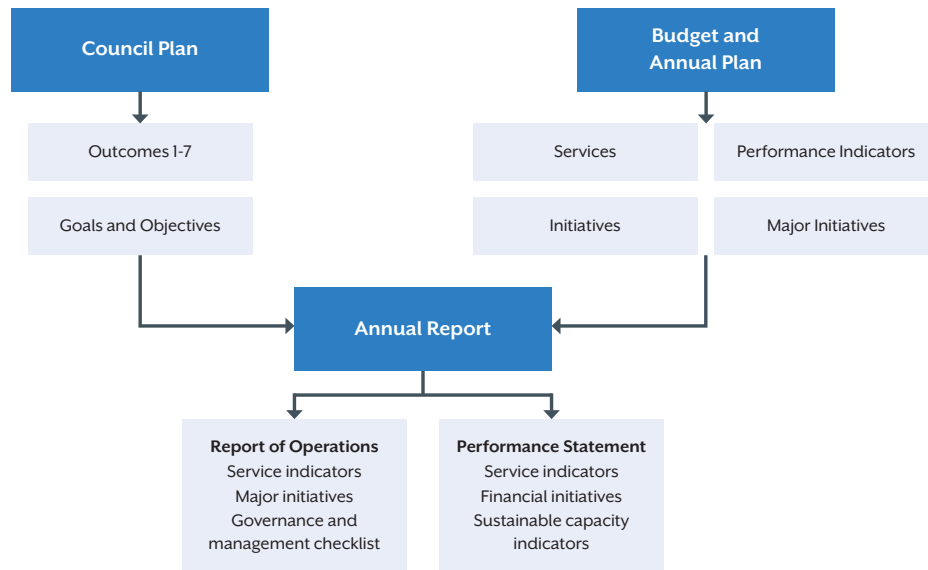 Council Plan
Budget and
Annual Plan
Outcomes 1-7
Services
Performance Indicators
Goals and Objectives
Initiatives
Major Initiatives
Annual Report
Report of Operations
Service indicators
Major initiatives
Governance and
management checklist
Performance Statement
Service indicators
Financial initiatives
Sustainable capacity
indicators